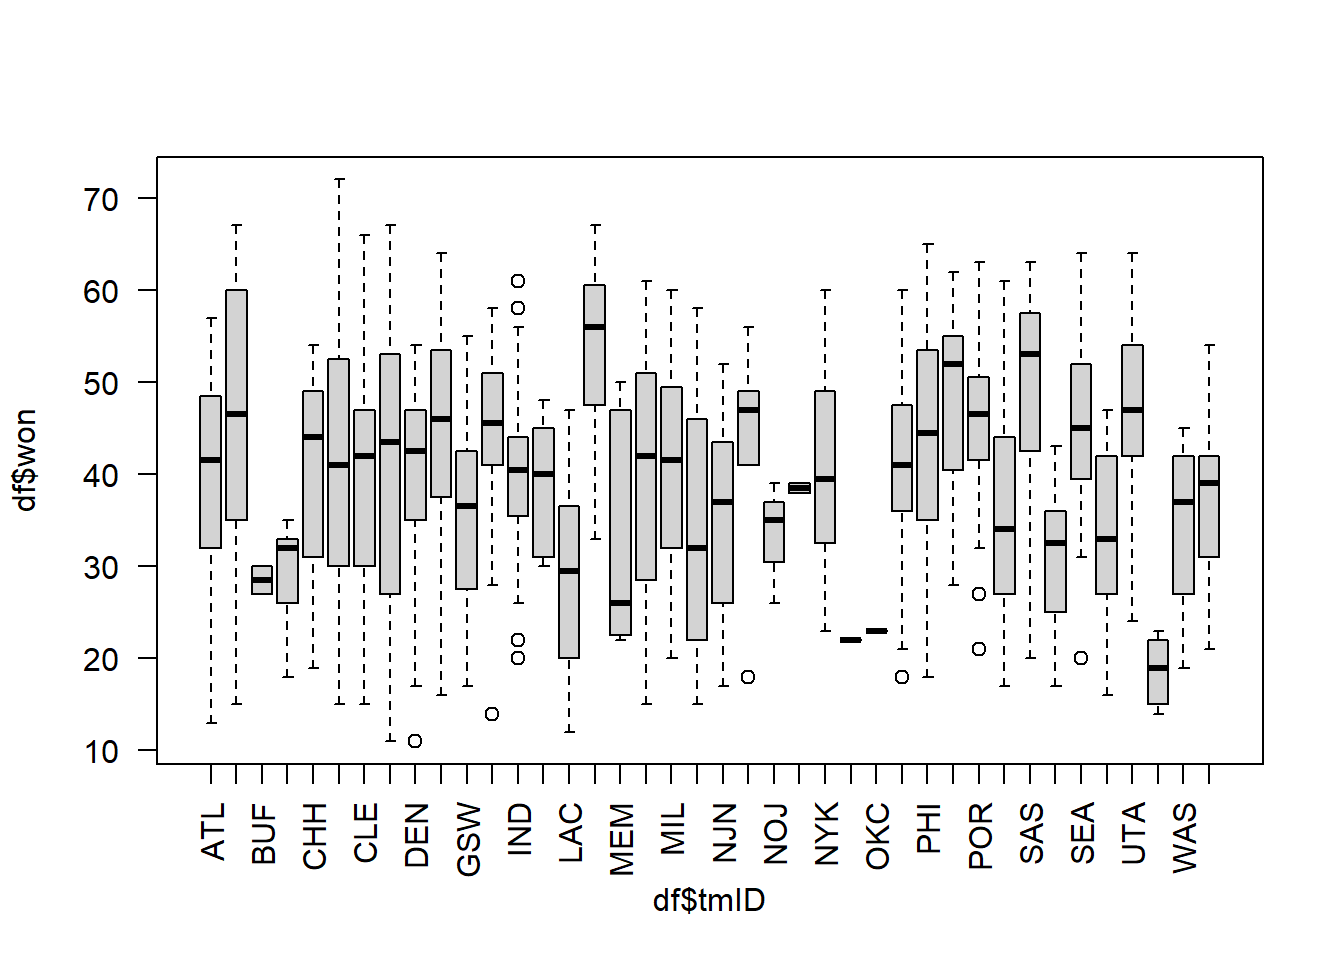 df$won
70
60
50
40
30
20
10
ATL BUF CHH CLE DEN GSW IND LAC MEM MIL NJN NOJ NYK OKC PHI POR SAS SEA UTA WAS
df$tmID